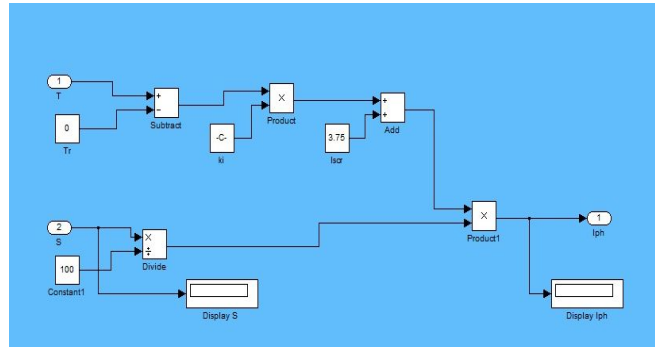 1
T
+
−
Subtract
0
Tr
X
Product
-C-
ki
3.75
Iscr
+
+
Add
2
S
X
÷
Divide
100
Constant1
Display S
X
Product1
1
Iph
Display Iph